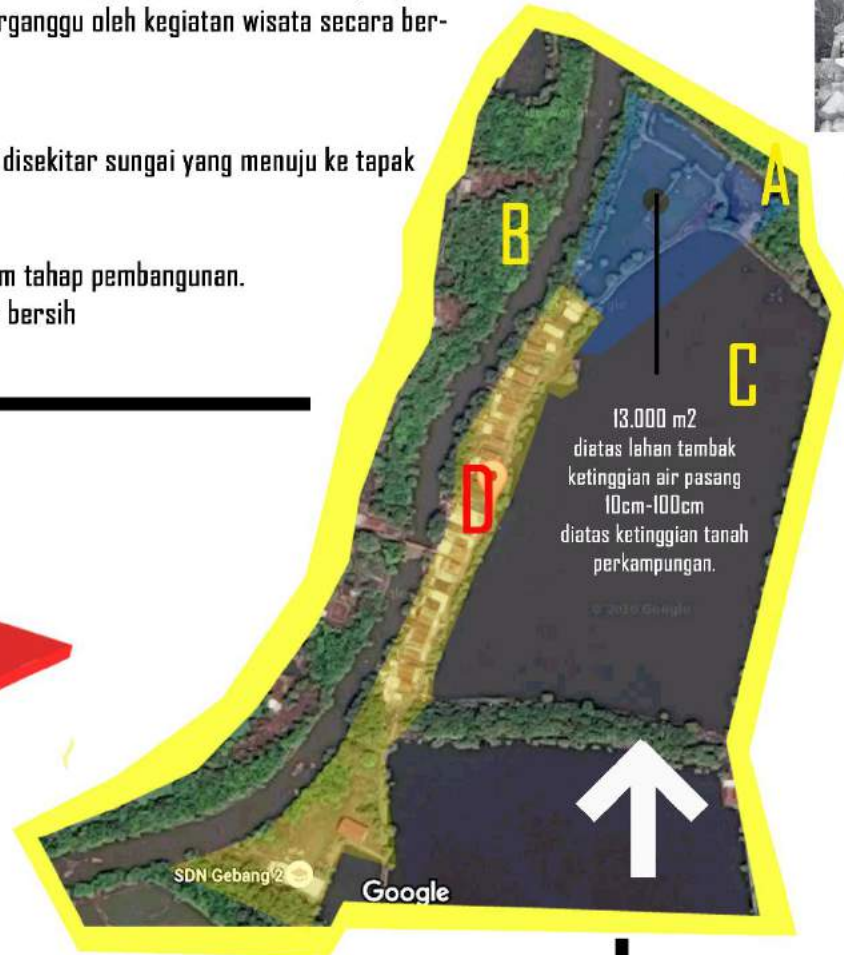 rganggu oleh kegiatan wisata secara ber-
disekitar sungai yang menuju ke tapak
m tahap pembangunan.
bersih
A
B
C
13.000 m2
diatas lahan tambak
ketinggian air pasang
10cm-100cm
diatas ketinggian tanah
perkampungan.
D
© 2020 Google
SDN Gebang 2
Google